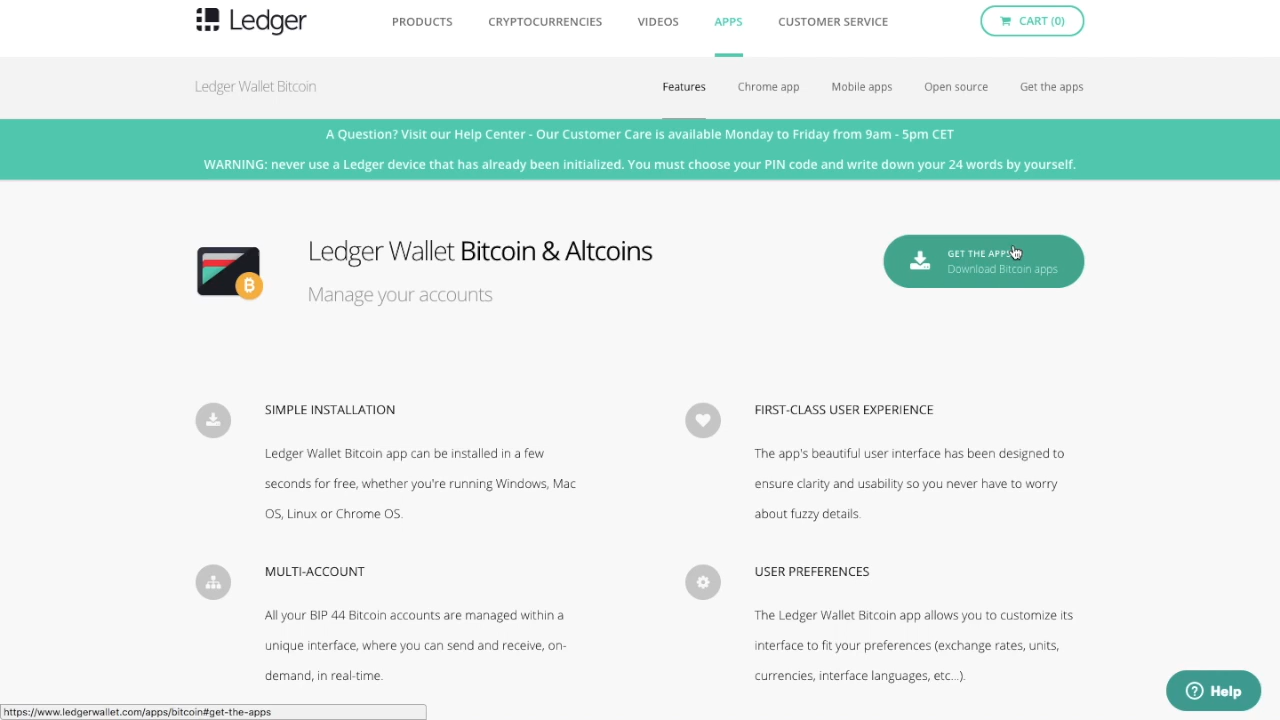 Ledger
PRODUCTS
CRYPTOCURRENCIES
VIDEOS
APPS
CUSTOMER SERVICE
CART (0)
Ledger Wallet Bitcoin
Features
Chrome app
Mobile apps
Open source
Get the apps
A Question? Visit our Help Center - Our Customer Care is available Monday to Friday from 9am - 5pm CET
WARNING: never use a Ledger device that has already been initialized. You must choose your PIN code and write down your 24 words by yourself.
Ledger Wallet Bitcoin & Altcoins
Manage your accounts
GET THE APPS
Download Bitcoin apps
SIMPLE INSTALLATION
Ledger Wallet Bitcoin app can be installed in a few
seconds for free, whether you're running Windows, Mac
OS, Linux or Chrome OS.
FIRST-CLASS USER EXPERIENCE
The app's beautiful user interface has been designed to
ensure clarity and usability so you never have to worry
about fuzzy details.
MULTI-ACCOUNT
All your BIP 44 Bitcoin accounts are managed within a
unique interface, where you can send and receive, on-
demand, in real-time.
USER PREFERENCES
The Ledger Wallet Bitcoin app allows you to customize its
interface to fit your preferences (exchange rates, units,
currencies, interface languages, etc...).
Help
https://www.ledgerwallet.com/apps/bitcoin#get-the-apps